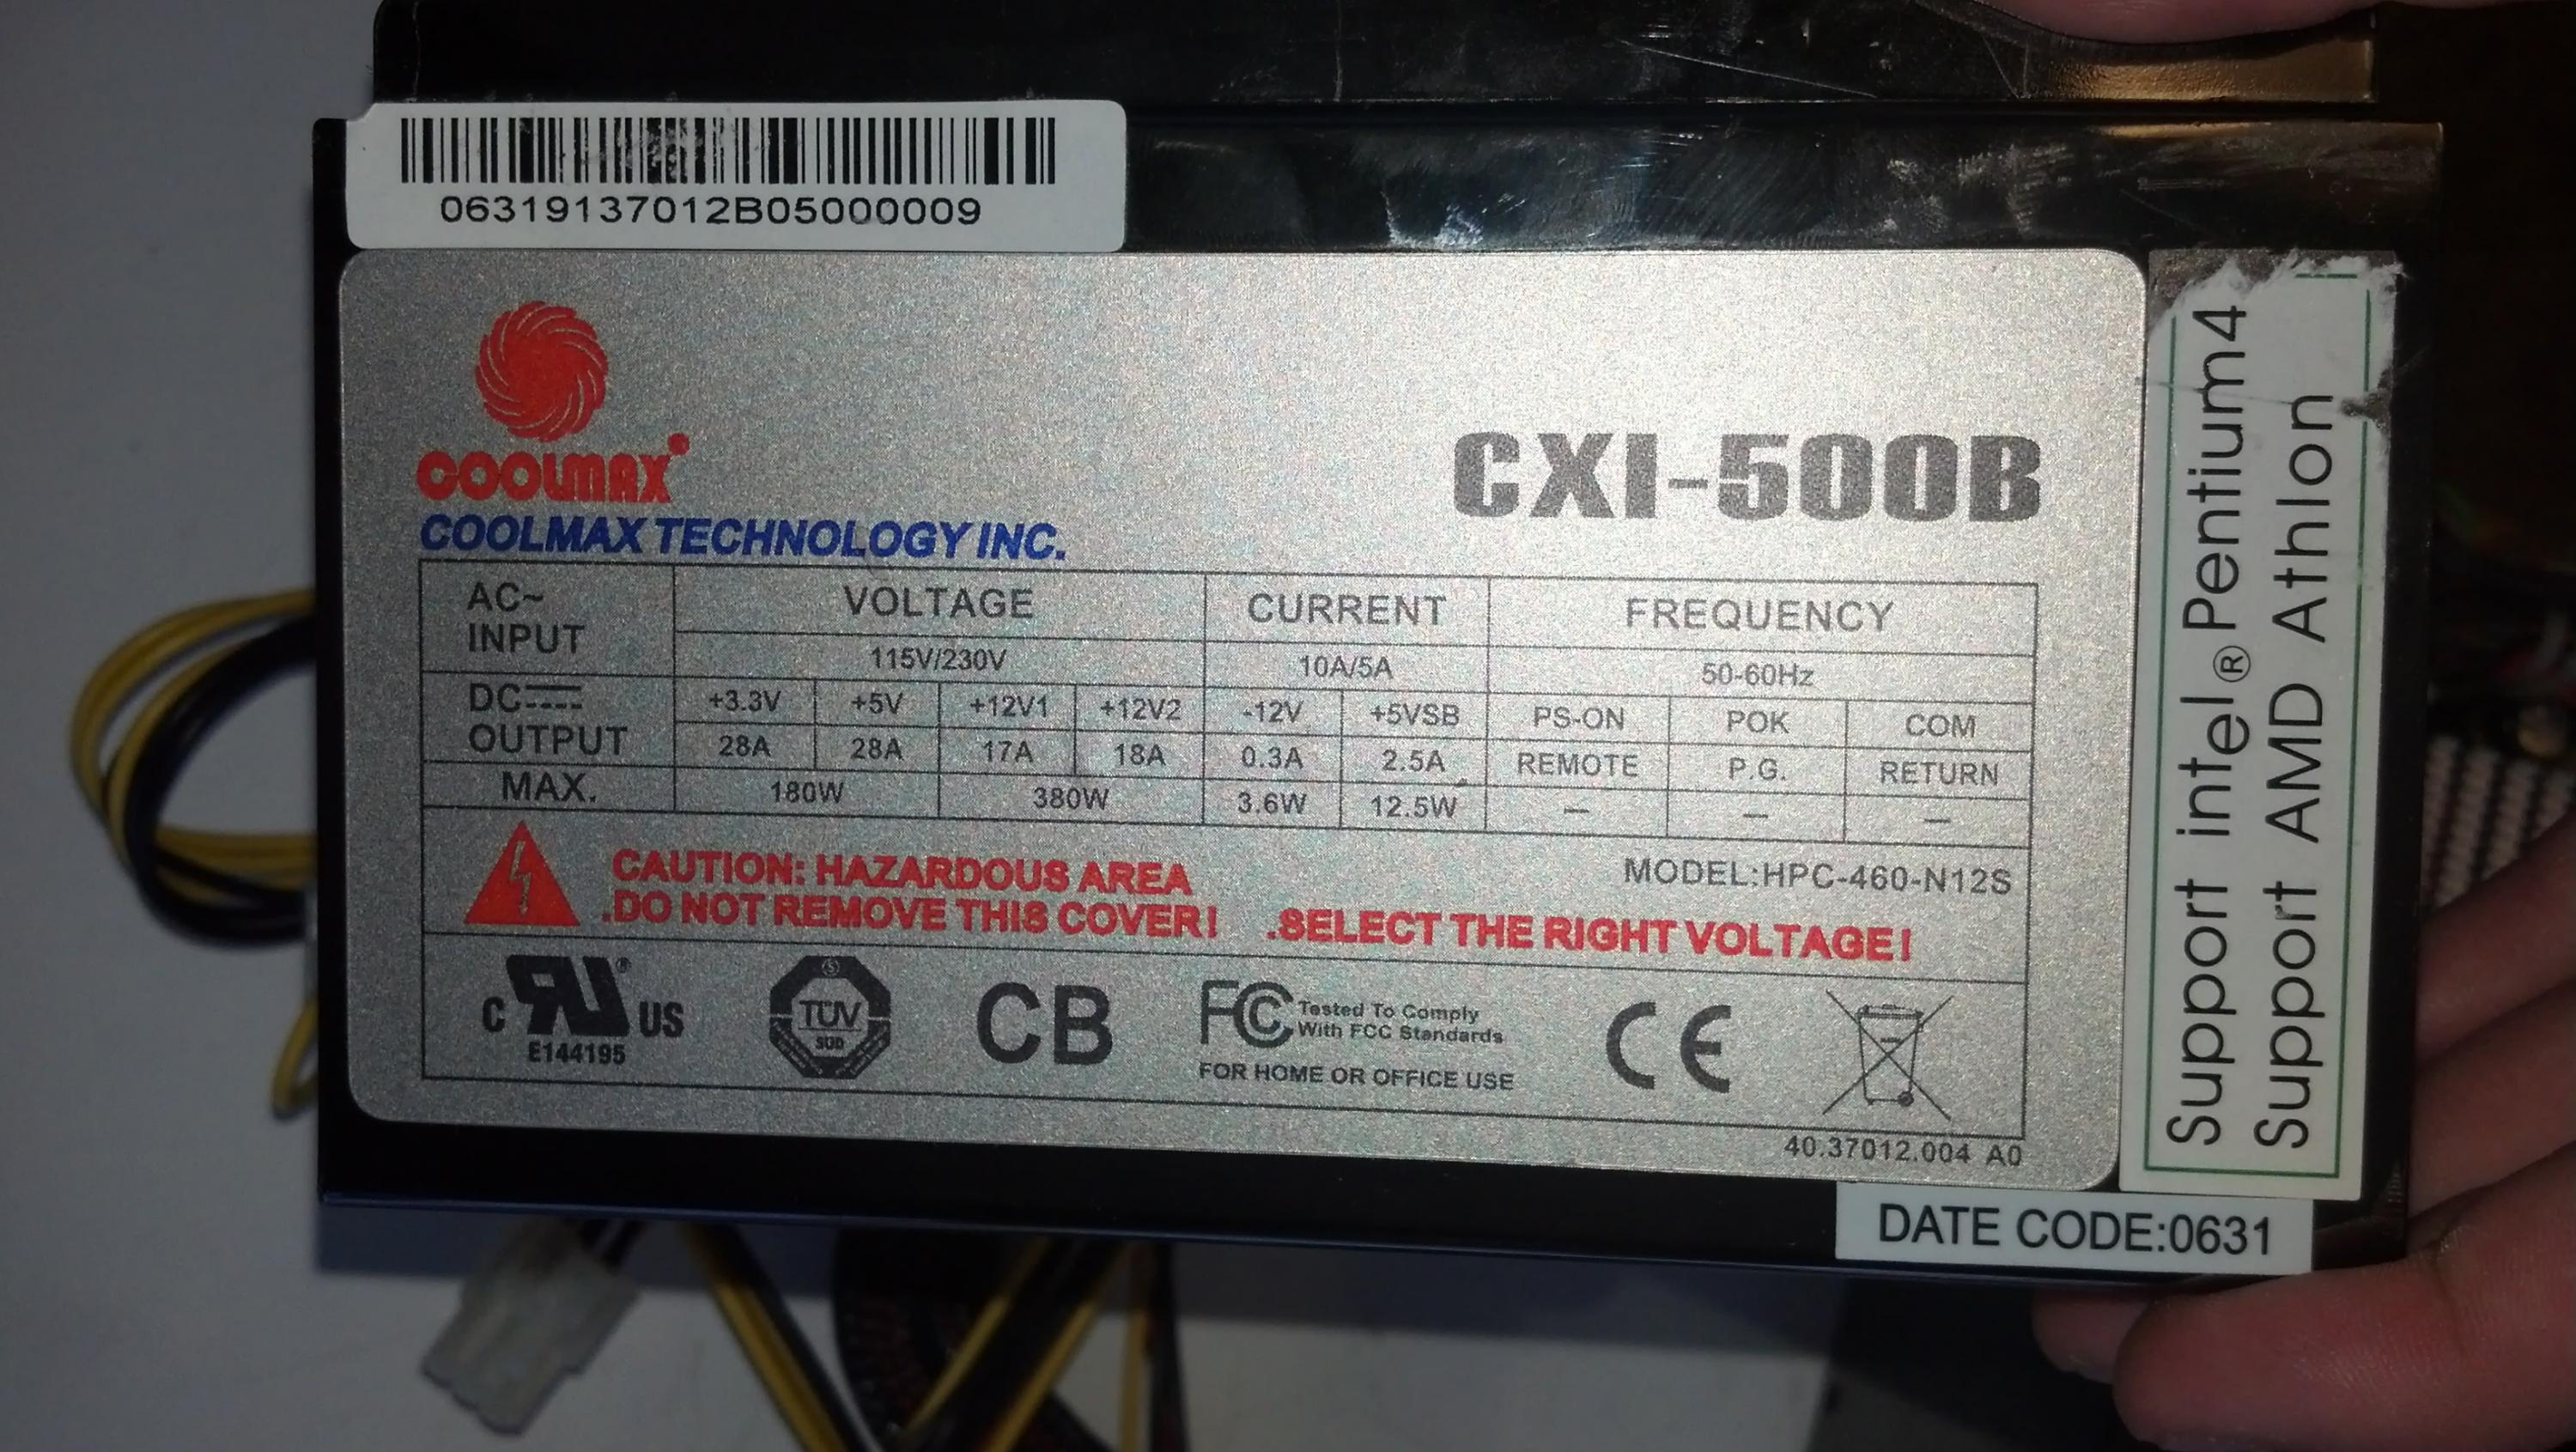 06319137012B05000009
COOLMAX
CXI-500B
COOLMAX TECHNOLOGY INC.
AC~ INPUT VOLTAGE CURRENT FREQUENCY
115V/230V 10A/5A 50-60Hz
DC OUTPUT +3.3V +5V +12V1 +12V2 -12V +5VSB PS-ON POK COM
28A 28A 17A 18A 0.3A 2.5A REMOTE P.G. RETURN
MAX. 180W 380W 3.6W 12.5W — — —
CAUTION: HAZARDOUS AREA
MODEL:HPC-460-N12S
.DO NOT REMOVE THIS COVER! .SELECT THE RIGHT VOLTAGE!
C RU® US
E144195
TÜV
SÜD
CB
FC Tested To Comply
With FCC Standards
FOR HOME OR OFFICE USE
CE
40.37012.004 A0
Support intel® Pentium4
Support AMD Athlon
DATE CODE:0631